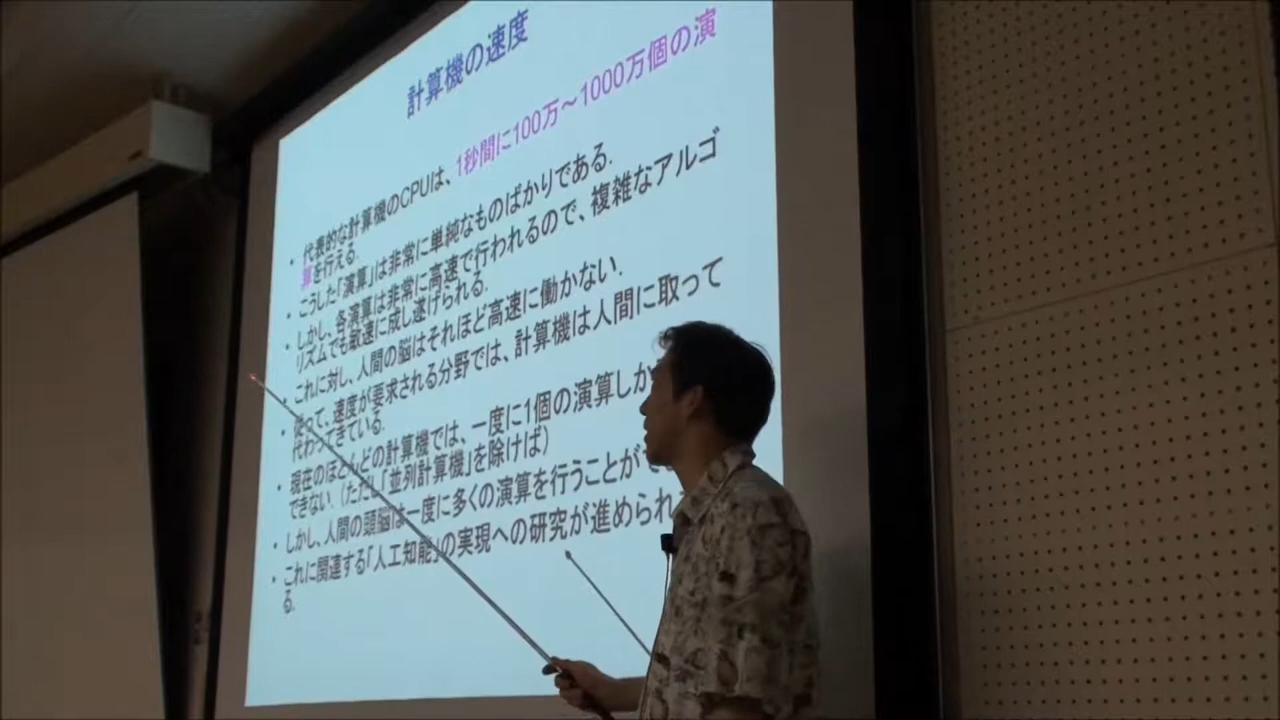 計算機の速度
• 代表的な計算機のCPUは、1秒間に100万～1000万個の演
算を行える.
• こうした「演算」は非常に単純なものばかりである.
• しかし、各演算は非常に高速で行われるので、複雑なアルゴ
リズムでも敏速に成し遂げられる.
• これに対し、人間の脳はそれほど高速に働かない.
• 従って、速度が要求される分野では、計算機は人間に取って
代わってきている.
• 現在のほとんどの計算機では、一度に1個の演算しか
できない.（ただし「並列計算機」を除けば）
• しかし、人間の頭脳は一度に多くの演算を行うことが
• これに関連する「人工知能」の実現への研究が進められ
る.